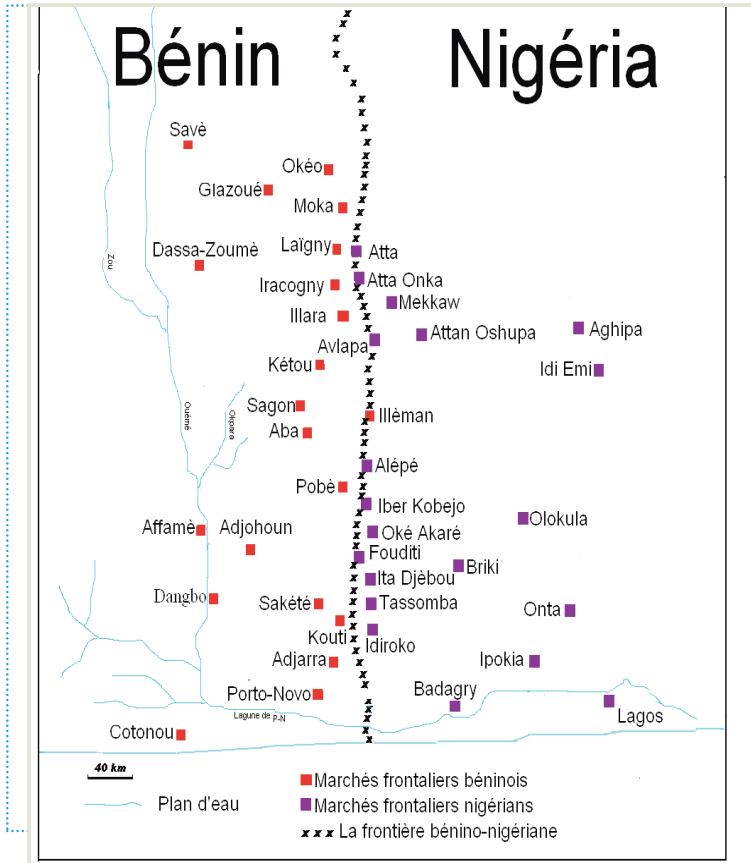 Bénin
Nigéria
Savè
Okéo
Glazoué
Moka
Laïgny
Atta
Dassa-Zoumè
Zou
Atta Onka
Iracogny
Mekkaw
Illara
Attan Oshupa
Aghipa
Avlapa
Kétou
Idi Emi
Sagon
Ouémé
Okpara
Illèman
Aba
Alépé
Pobè
Iber Kobejo
Affamè
Adjohoun
Oké Akaré
Olokula
Fouditi
Briki
Ita Djèbou
Dangbo
Sakété
Tassomba
Onta
Kouti
Idiroko
Adjarra
Ipokia
Porto-Novo
Badagry
Lagune de P-N
Lagos
Cotonou
40 km
Marchés frontaliers béninois
Plan d'eau
Marchés frontaliers nigérians
La frontière bénino-nigériane